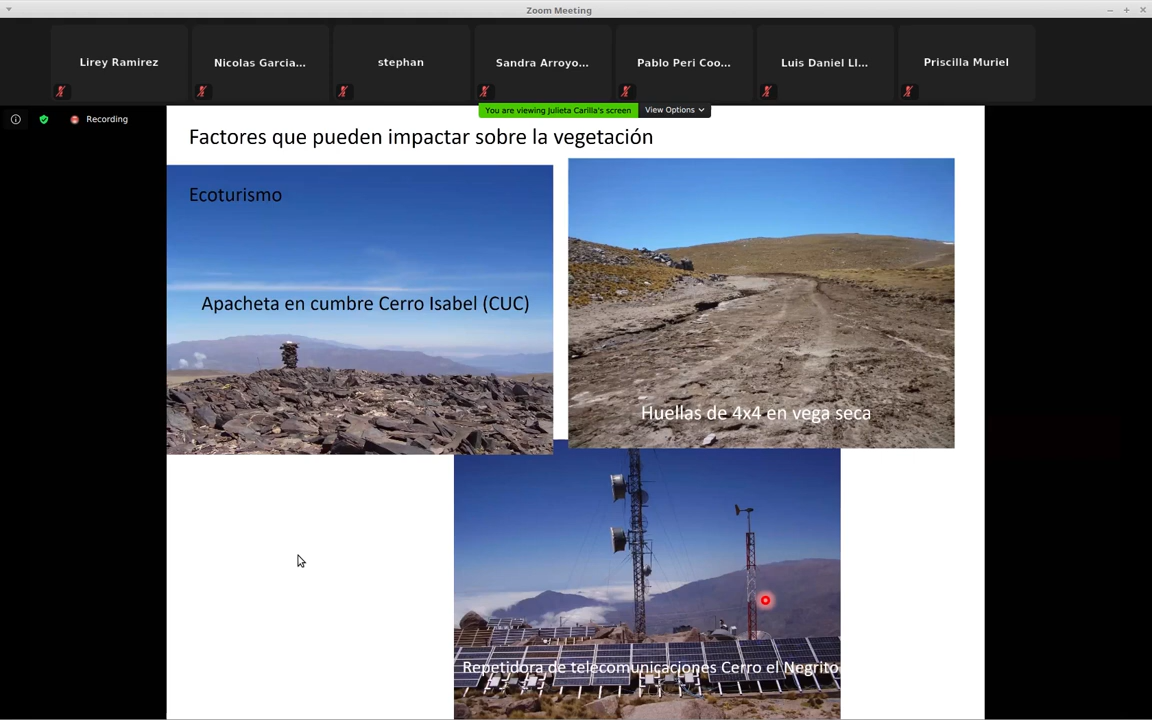 Zoom Meeting
Lirey Ramirez
Nicolas Garcia...
stephan
Sandra Arroyo...
Pablo Peri Coo...
Luis Daniel Ll...
Priscilla Muriel
You are viewing Julieta Carilla's screen
View Options
Recording
Factores que pueden impactar sobre la vegetación
Ecoturismo
Apacheta en cumbre Cerro Isabel (CUC)
Huellas de 4x4 en vega seca
Repetidora de telecomunicaciones Cerro el Negrito